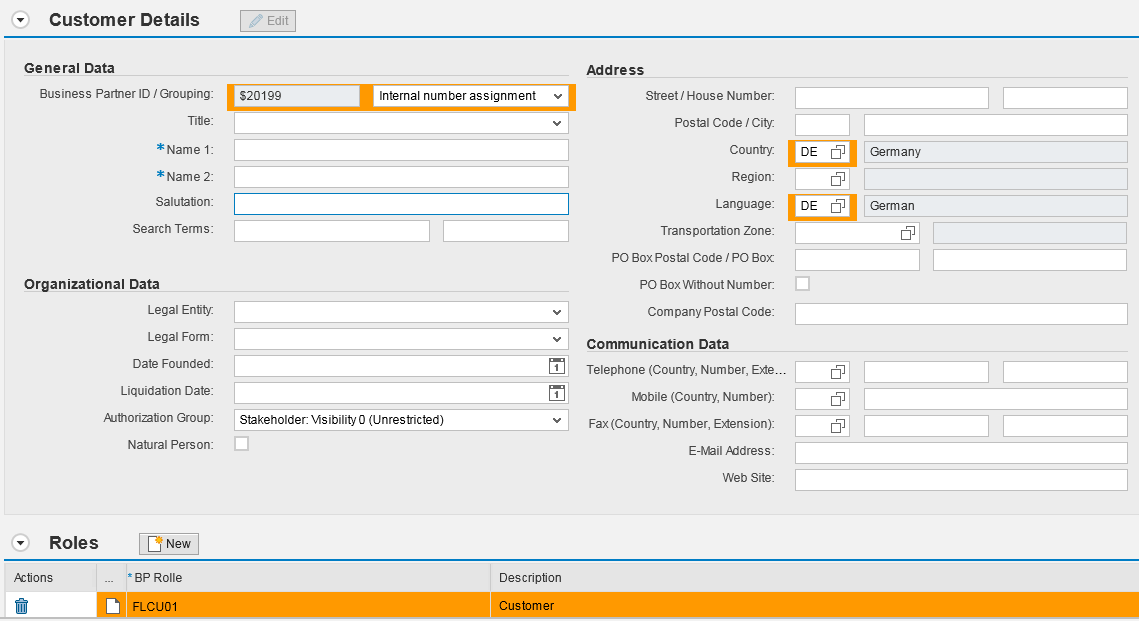 Customer Details
Edit
General Data
Business Partner ID / Grouping: $20199 Internal number assignment
Title:
* Name 1:
* Name 2:
Salutation:
Search Terms:
Organizational Data
Legal Entity:
Legal Form:
Date Founded: 1
Liquidation Date: 1
Authorization Group: Stakeholder: Visibility 0 (Unrestricted)
Natural Person:
Address
Street / House Number:
Postal Code / City:
Country: DE Germany
Region:
Language: DE German
Transportation Zone:
PO Box Postal Code / PO Box:
PO Box Without Number:
Company Postal Code:
Communication Data
Telephone (Country, Number, Exte...
Mobile (Country, Number):
Fax (Country, Number, Extension):
E-Mail Address:
Web Site:
Roles
New
Actions ... * BP Rolle Description
FLCU01 Customer